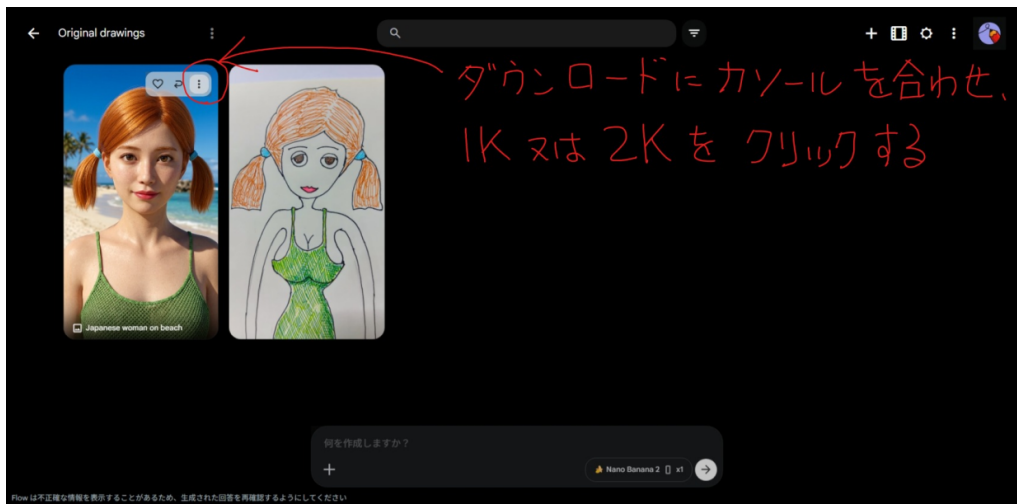 Original drawings
ダウンロードにカソールを合わせ、
1K 又は 2K を クリックする
Japanese woman on beach
何を作成しますか？
Nano Banana 2 x1
Flow は不正確な情報を表示することがあるため、生成された回答を再確認するようにしてください